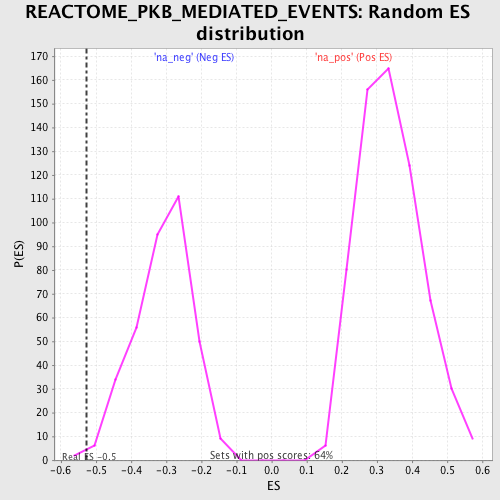 REACTOME_PKB_MEDIATED_EVENTS: Random ES
distribution
'na_neg' (Neg ES)
'na_pos' (Pos ES)
170
160
150
140
130
120
110
100
90
80
70
60
50
40
30
20
10
0
P(ES)
Real ES -0.5
Sets with pos scores: 64%
-0.6 -0.5 -0.4 -0.3 -0.2 -0.1 0.0 0.1 0.2 0.3 0.4 0.5 0.6
ES